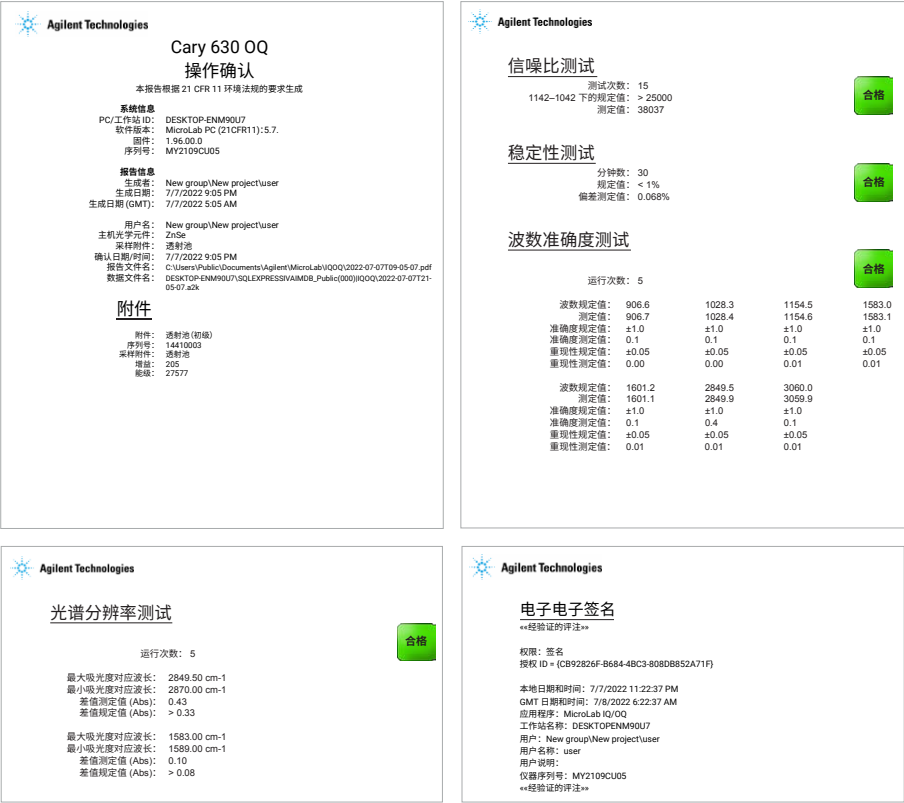 Agilent Technologies
Cary 630 OQ
操作确认
本报告根据 21 CFR 11 环境法规的要求生成
系统信息
PC/工作站 ID: DESKTOP-ENM90U7
软件版本: MicroLab PC (21CFR11):5.7.
固件: 1.96.00.0
序列号: MY2109CU05
报告信息
生成者: New group\New project\user
生成日期: 7/7/2022 9:05 PM
生成日期 (GMT): 7/7/2022 5:05 AM
用户名: New group\New project\user
主机光学元件: ZnSe
采样附件: 透射池
确认日期/时间: 7/7/2022 9:05 PM
报告文件名: C:\Users\Public\Documents\Agilent\MicroLab\IQOQ\2022-07-07T09-05-07.pdf
数据文件名: DESKTOP-ENM90U7\SQLEXPRESSIVAIMDB_Public(000)IIQOQ\2022-07-07T21-
05-07.a2k
附件
附件: 透射池(初级)
序列号: 14410003
采样附件: 透射池
增益: 205
能级: 27577
Agilent Technologies
信噪比测试
测试次数: 15
1142–1042 下的规定值: > 25000
测定值: 38037
合格
稳定性测试
分钟数: 30
规定值: < 1%
偏差测定值: 0.068%
合格
波数准确度测试
合格
运行次数: 5
波数规定值: 906.6 1028.3 1154.5 1583.0
测定值: 906.7 1028.4 1154.6 1583.1
准确度规定值: ±1.0 ±1.0 ±1.0 ±1.0
准确度测定值: 0.1 0.1 0.1 0.1
重现性规定值: ±0.05 ±0.05 ±0.05 ±0.05
重现性测定值: 0.00 0.00 0.01 0.01
波数规定值: 1601.2 2849.5 3060.0
测定值: 1601.1 2849.9 3059.9
准确度规定值: ±1.0 ±1.0 ±1.0
准确度测定值: 0.1 0.4 0.1
重现性规定值: ±0.05 ±0.05 ±0.05
重现性测定值: 0.01 0.01 0.01
Agilent Technologies
光谱分辨率测试
合格
运行次数: 5
最大吸光度对应波长: 2849.50 cm-1
最小吸光度对应波长: 2870.00 cm-1
差值测定值 (Abs): 0.43
差值规定值 (Abs): > 0.33
最大吸光度对应波长: 1583.00 cm-1
最小吸光度对应波长: 1589.00 cm-1
差值测定值 (Abs): 0.10
差值规定值 (Abs): > 0.08
Agilent Technologies
电子电子签名
««经验证的评注»»
权限: 签名
授权 ID = {CB92826F-B684-4BC3-808DB852A71F}
本地日期和时间: 7/7/2022 11:22:37 PM
GMT 日期和时间: 7/8/2022 6:22:37 AM
应用程序: MicroLab IQ/OQ
工作站名称: DESKTOPENM90U7
用户: New group\New project\user
用户名称: user
用户说明:
仪器序列号: MY2109CU05
««经验证的评注»»